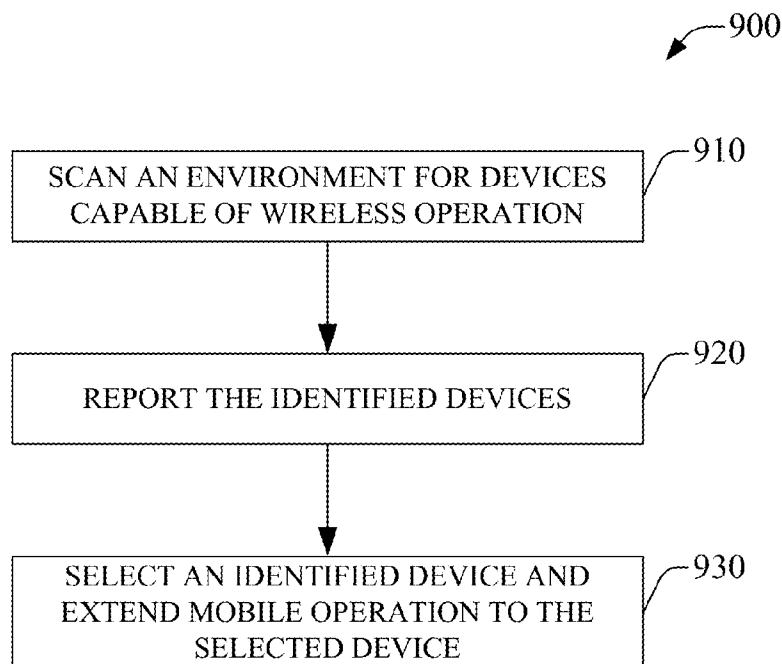 900
910
SCAN AN ENVIRONMENT FOR DEVICES
CAPABLE OF WIRELESS OPERATION
920
REPORT THE IDENTIFIED DEVICES
930
SELECT AN IDENTIFIED DEVICE AND
EXTEND MOBILE OPERATION TO THE
SELECTED DEVICE